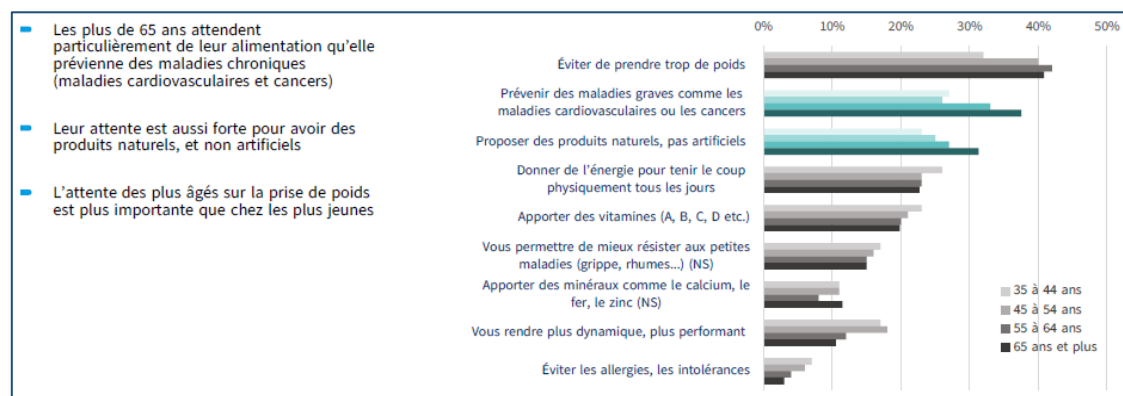 Les plus de 65 ans attendent
particulièrement de leur alimentation qu'elle
prévienne des maladies chroniques
(maladies cardiovasculaires et cancers)
Leur attente est aussi forte pour avoir des
produits naturels, et non artificiels
L'attente des plus âgés sur la prise de poids
est plus importante que chez les plus jeunes
0% 10% 20% 30% 40% 50%
Éviter de prendre trop de poids
Prévenir des maladies graves comme les
maladies cardiovasculaires ou les cancers
Proposer des produits naturels, pas artificiels
Donner de l'énergie pour tenir le coup
physiquement tous les jours
Apporter des vitamines (A, B, C, D etc.)
Vous permettre de mieux résister aux petites
maladies (grippe, rhumes...) (NS)
Apporter des minéraux comme le calcium, le
fer, le zinc (NS)
Vous rendre plus dynamique, plus performant
Éviter les allergies, les intolérances
35 à 44 ans
45 à 54 ans
55 à 64 ans
65 ans et plus